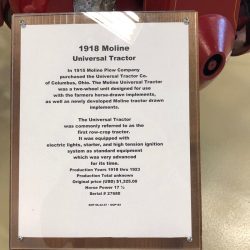 1918 Moline
Universal Tractor
In 1915 Moline Plow Company
purchased the Universal Tractor Co.
of Columbus, Ohio. The Moline Universal Tractor
was a two-wheel unit designed for use
with the farmers horse-drawn implements,
as well as newly developed Moline tractor drawn
implements.
The Universal Tractor
was commonly referred to as the
first row-crop tractor.
It was equipped with
electric lights, starter, and high tension ignition
system as standard equipment
which was very advanced
for its time.
Production Years 1918 thru 1923
Production Total unknown
Original price (USD) $1,325.00
Horse Power 17 ½
Serial # 27680